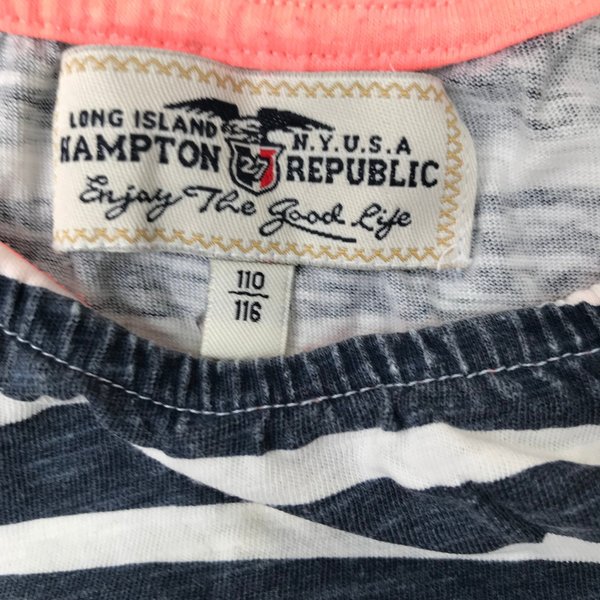 LONG ISLAND N.Y.U.S.A
HAMPTON 27 REPUBLIC
Enjoy The Good Life
110
116